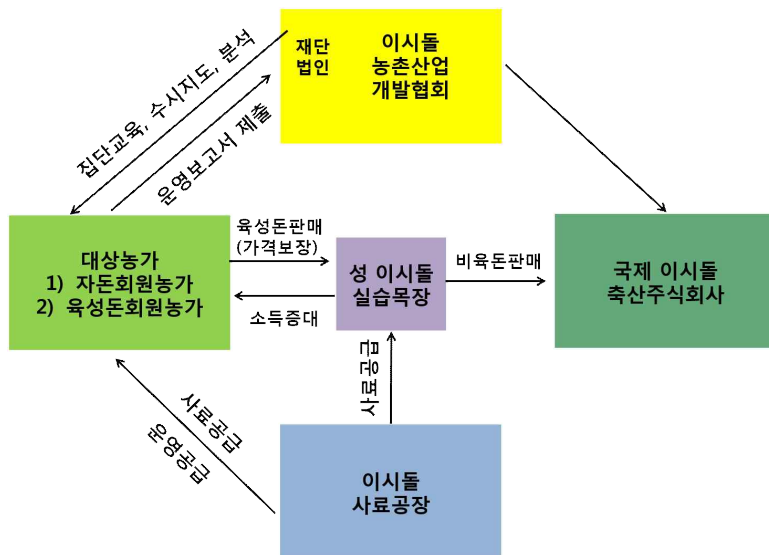 재단
법인
이시돌
농촌산업
개발협회
집단교육, 수시지도, 분석
운영보고서 제출
대상농가
1) 자돈회원농가
2) 육성돈회원농가
육성돈판매
(가격보장)
소득증대
성 이시돌
실습목장
비육돈판매
국제 이시돌
축산주식회사
사료공급
사료공급
운영공급
이시돌
사료공장